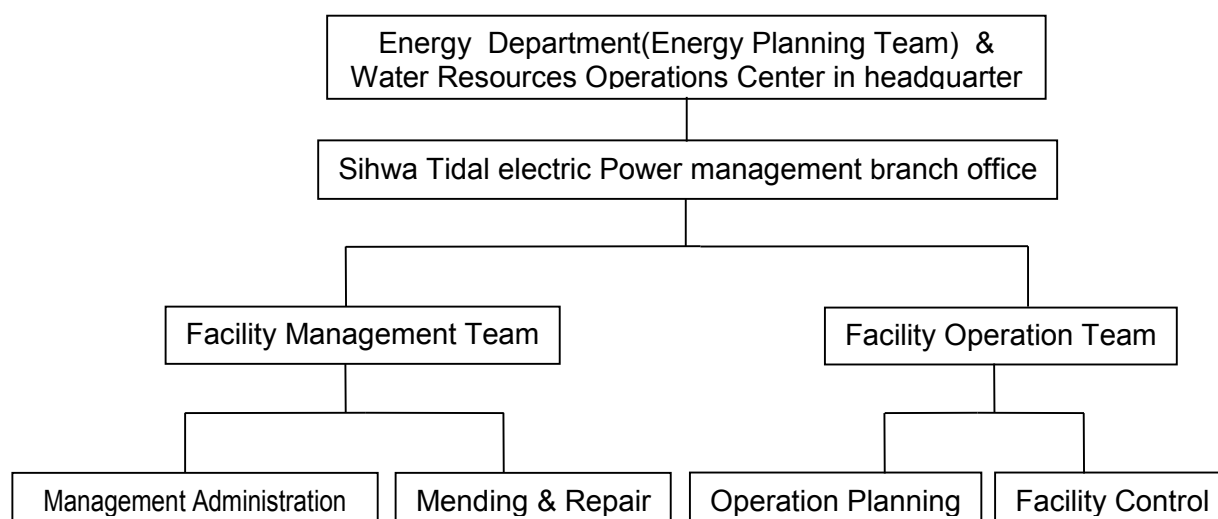 Energy Department(Energy Planning Team) &
Water Resources Operations Center in headquarter
Sihwa Tidal electric Power management branch office
Facility Management Team
Facility Operation Team
Management Administration
Mending & Repair
Operation Planning
Facility Control